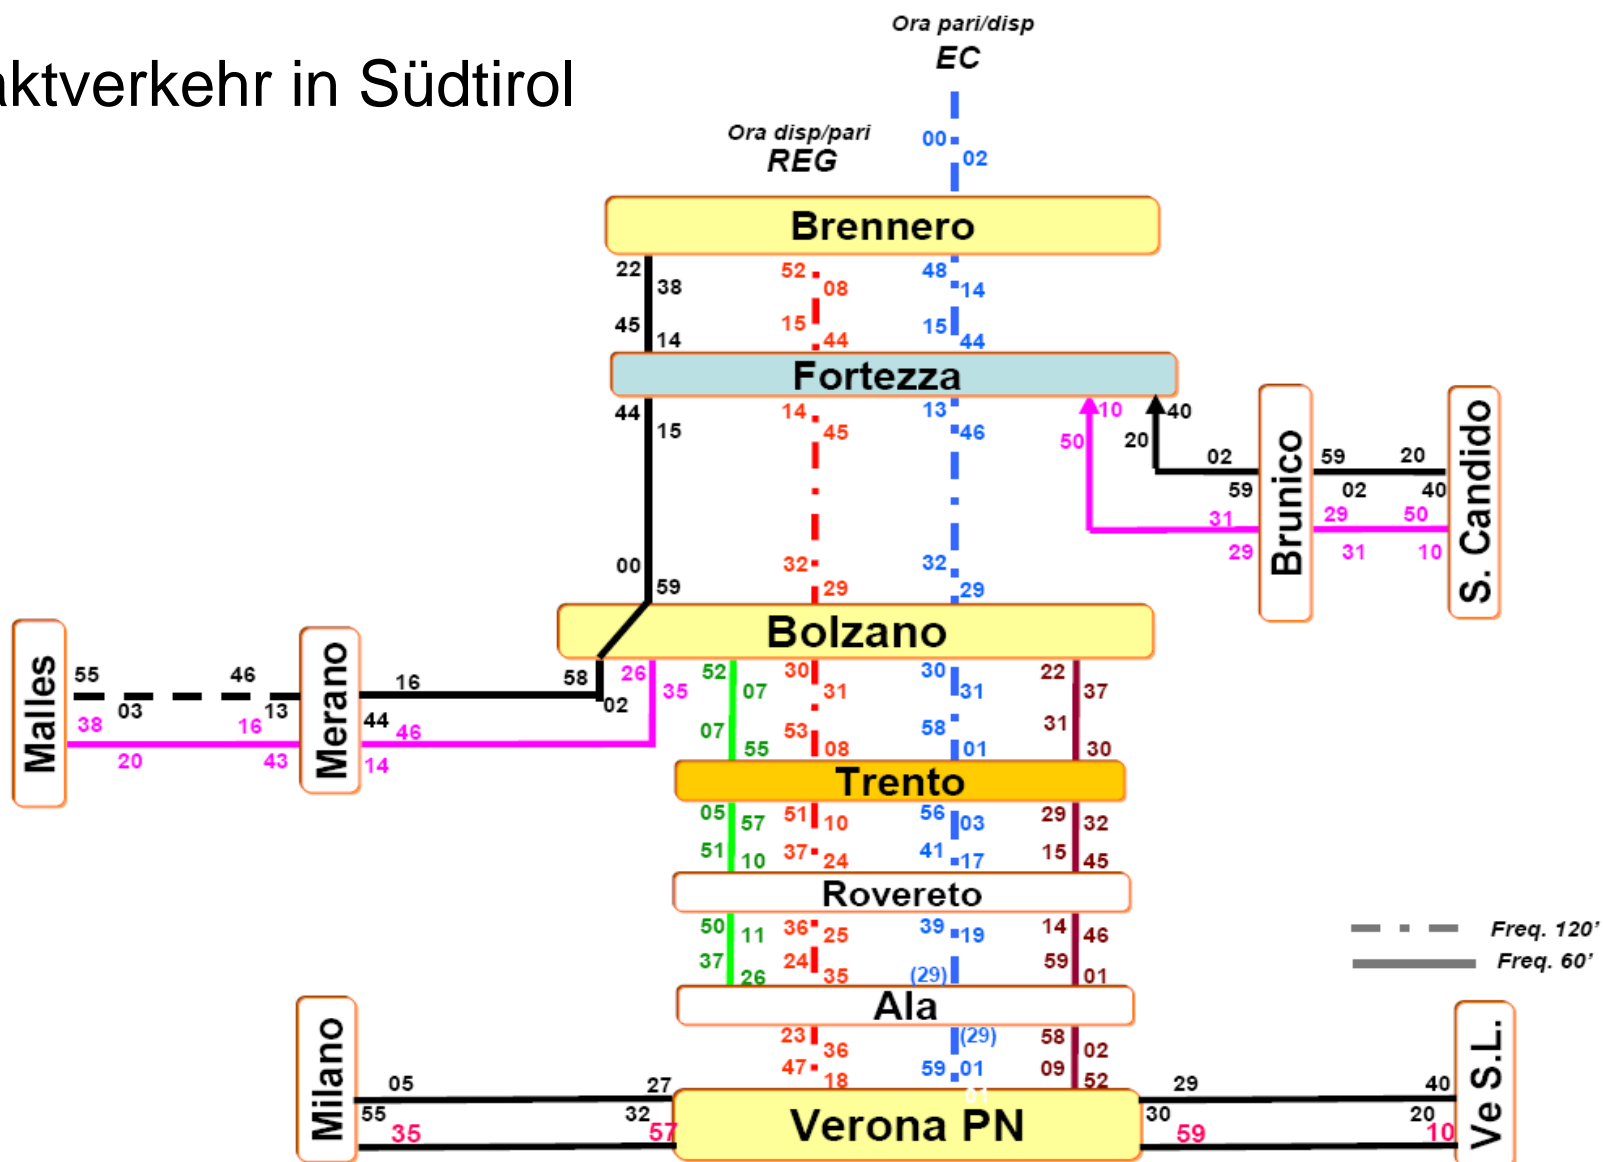 Ora pari/disp
EC
aktverkehr in Südtirol
Ora disp/pari
REG
00
02
Brennero
22 52 48
38 08 14
45 15 15
14 44 44
Fortezza
44 14 13 10 40
15 45 46 50 20
Brunico
S. Candido
02 59 20
59 02 40
31 29 50
29 31 10
00 32 32
59 29 29
Bolzano
Malles
Merano
55 46 16 58
03 13 44 02
38 16 46
20 43 14
26 52 30 30 22
35 07 31 31 37
07 53 58 31
55 08 01 30
Trento
05 51 56 29
57 10 03 32
51 37 41 15
10 24 17 45
Rovereto
50 36 39 14
11 25 19 46
37 24 (29) 59
26 35 01
Freq. 120’
Freq. 60’
Ala
23 (29) 58
36 02
47 59 01 09
18 01 52
Verona PN
Milano
Ve S.L.
05 27 29 40
55 32 30 20
35 57 59 10